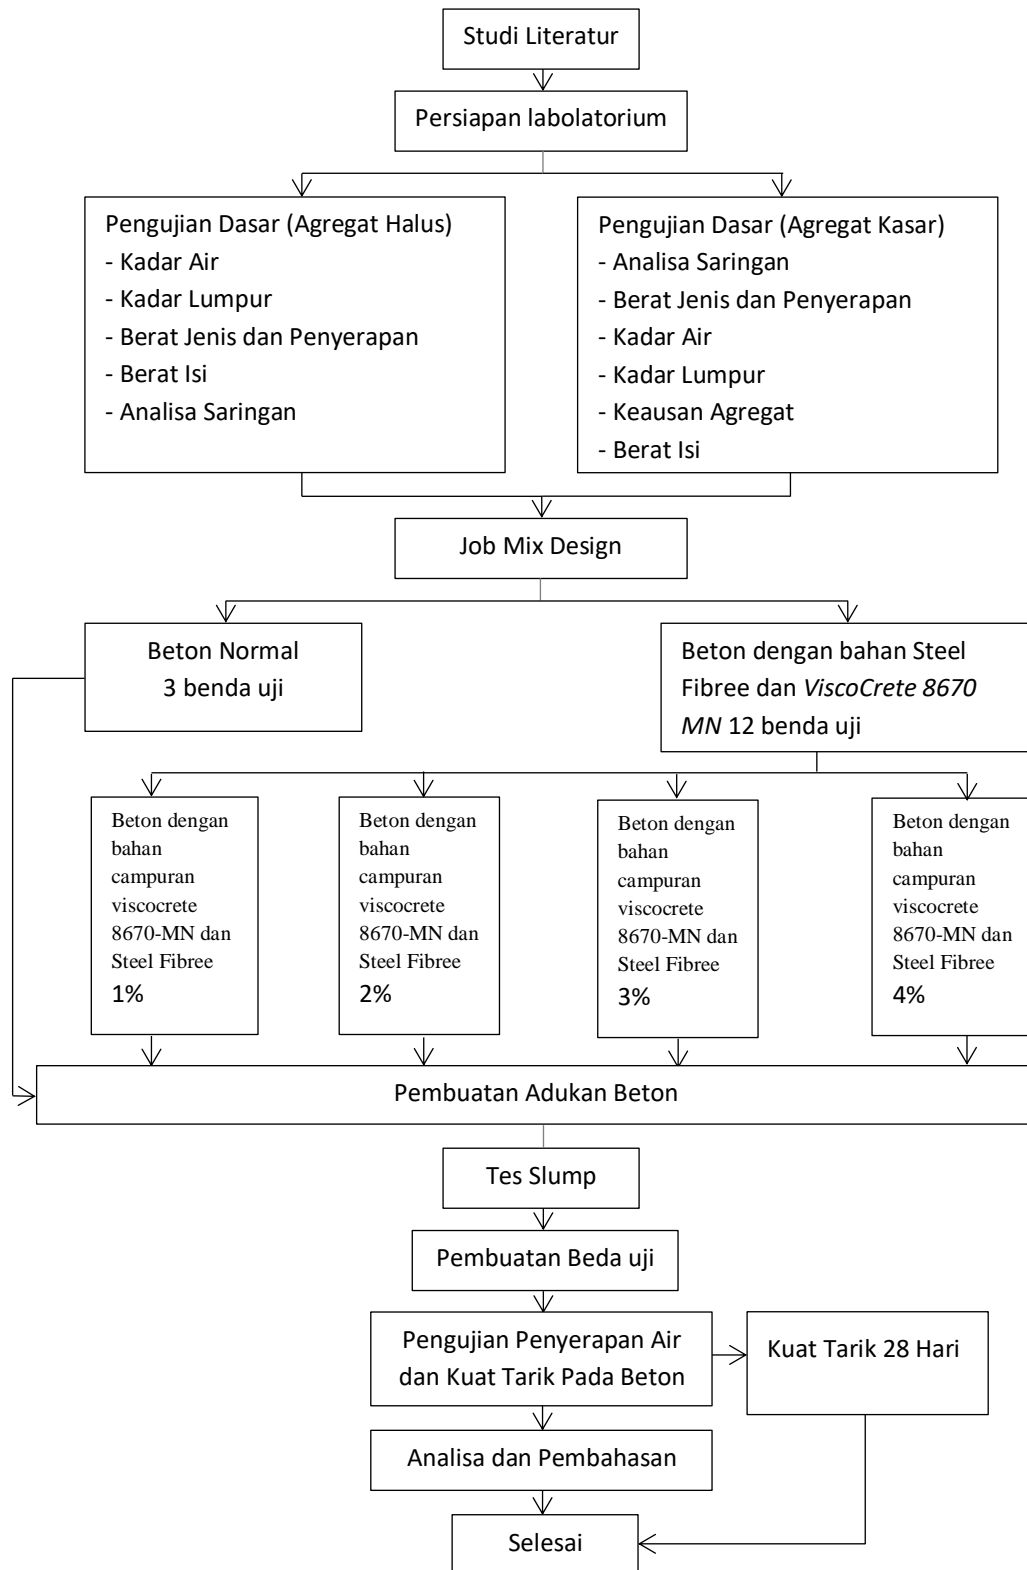 Studi Literatur
Persiapan labolatorium
Pengujian Dasar (Agregat Halus)
- Kadar Air
- Kadar Lumpur
- Berat Jenis dan Penyerapan
- Berat Isi
- Analisa Saringan
Pengujian Dasar (Agregat Kasar)
- Analisa Saringan
- Berat Jenis dan Penyerapan
- Kadar Air
- Kadar Lumpur
- Keausan Agregat
- Berat Isi
Job Mix Design
Beton Normal
3 benda uji
Beton dengan bahan Steel
Fibree dan ViscoCrete 8670
MN 12 benda uji
Beton dengan
bahan
campuran
viscocrete
8670-MN dan
Steel Fibree
1%
Beton dengan
bahan
campuran
viscocrete
8670-MN dan
Steel Fibree
2%
Beton dengan
bahan
campuran
viscocrete
8670-MN dan
Steel Fibree
3%
Beton dengan
bahan
campuran
viscocrete
8670-MN dan
Steel Fibree
4%
Pembuatan Adukan Beton
Tes Slump
Pembuatan Beda uji
Pengujian Penyerapan Air
dan Kuat Tarik Pada Beton
Kuat Tarik 28 Hari
Analisa dan Pembahasan
Selesai